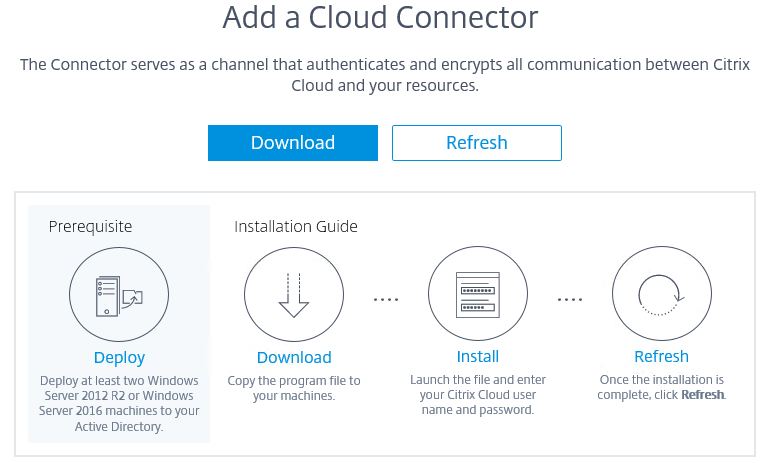 Add a Cloud Connector
The Connector serves as a channel that authenticates and encrypts all communication between Citrix
Cloud and your resources.
Download
Refresh
Prerequisite
Deploy
Deploy at least two Windows
Server 2012 R2 or Windows
Server 2016 machines to your
Active Directory.
Installation Guide
Download
Copy the program file to
your machines.
Install
Launch the file and enter
your Citrix Cloud user
name and password.
Refresh
Once the installation is
complete, click Refresh.